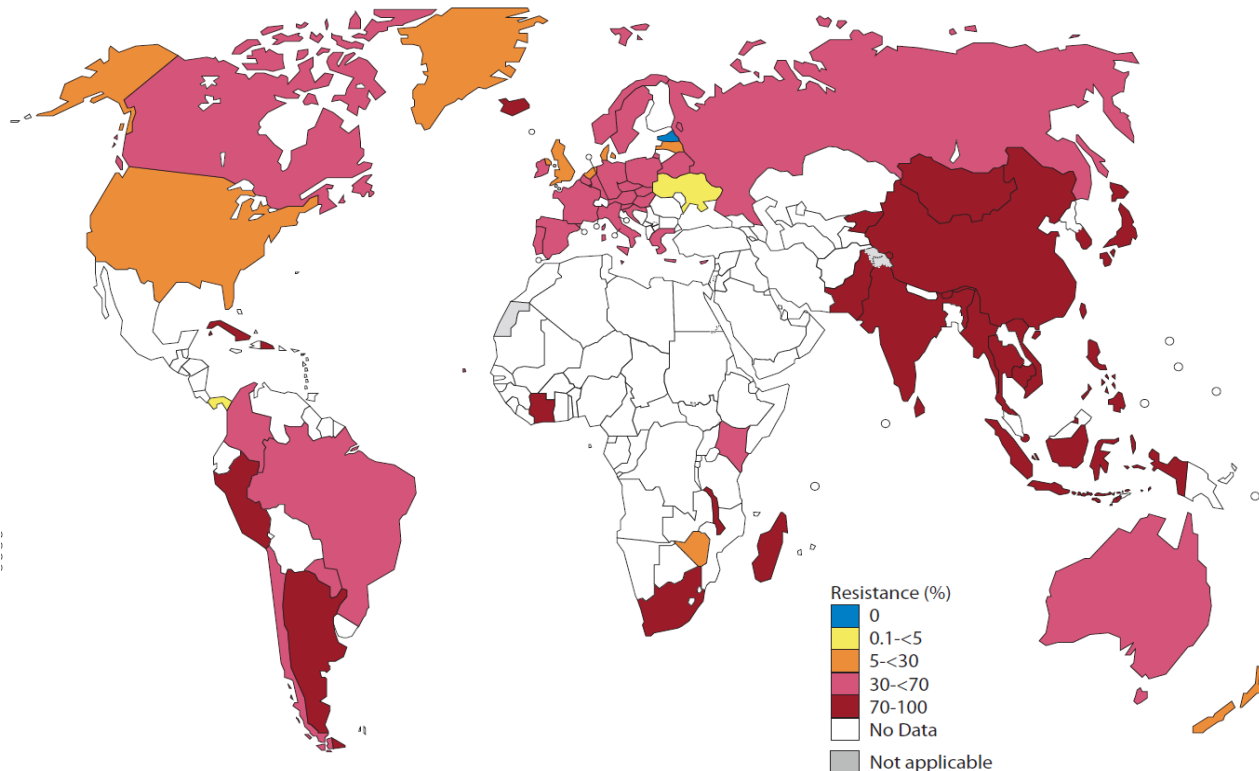 Resistance (%)
0
0.1-<5
5-<30
30-<70
70-100
No Data
Not applicable